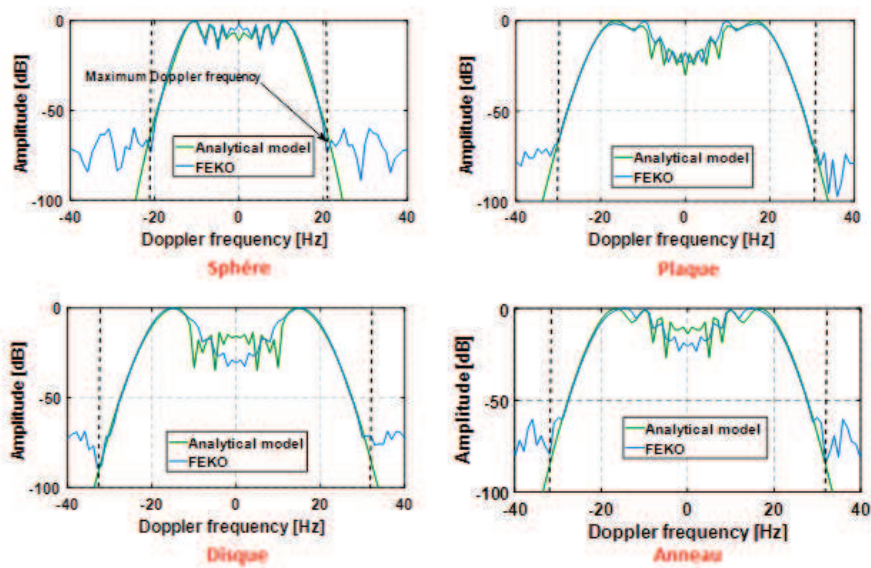 0
-50
-100
Amplitude [dB]
Maximum Doppler frequency
Analytical model
FEKO
-40 -20 0 20 40
Doppler frequency [Hz]
Sphére
0
-50
-100
Amplitude [dB]
Analytical model
FEKO
-40 -20 0 20 40
Doppler frequency [Hz]
Plaque
0
-50
-100
Amplitude [dB]
Analytical model
FEKO
-40 -20 0 20 40
Doppler frequency [Hz]
Disque
0
-50
-100
Amplitude [dB]
Analytical model
FEKO
-40 -20 0 20 40
Doppler frequency [Hz]
Anneau